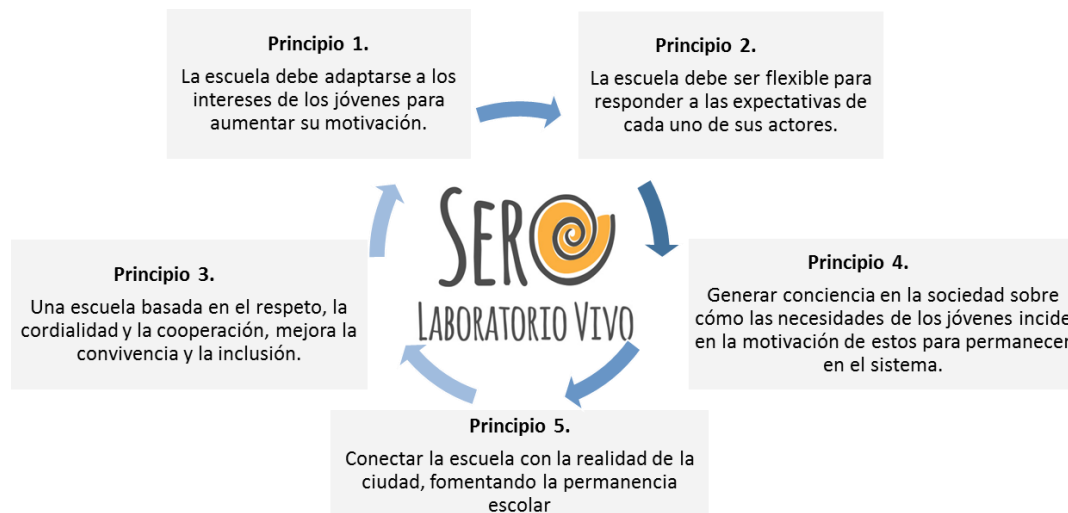 Principio 1.
La escuela debe adaptarse a los
intereses de los jóvenes para
aumentar su motivación.
Principio 2.
La escuela debe ser flexible para
responder a las expectativas de
cada uno de sus actores.
Principio 3.
Una escuela basada en el respeto, la
cordialidad y la cooperación, mejora la
convivencia y la inclusión.
SER
LABORATORIO VIVO
Principio 4.
Generar conciencia en la sociedad sobre
cómo las necesidades de los jóvenes incide
en la motivación de estos para permanecer
en el sistema.
Principio 5.
Conectar la escuela con la realidad de la
ciudad, fomentando la permanencia
escolar